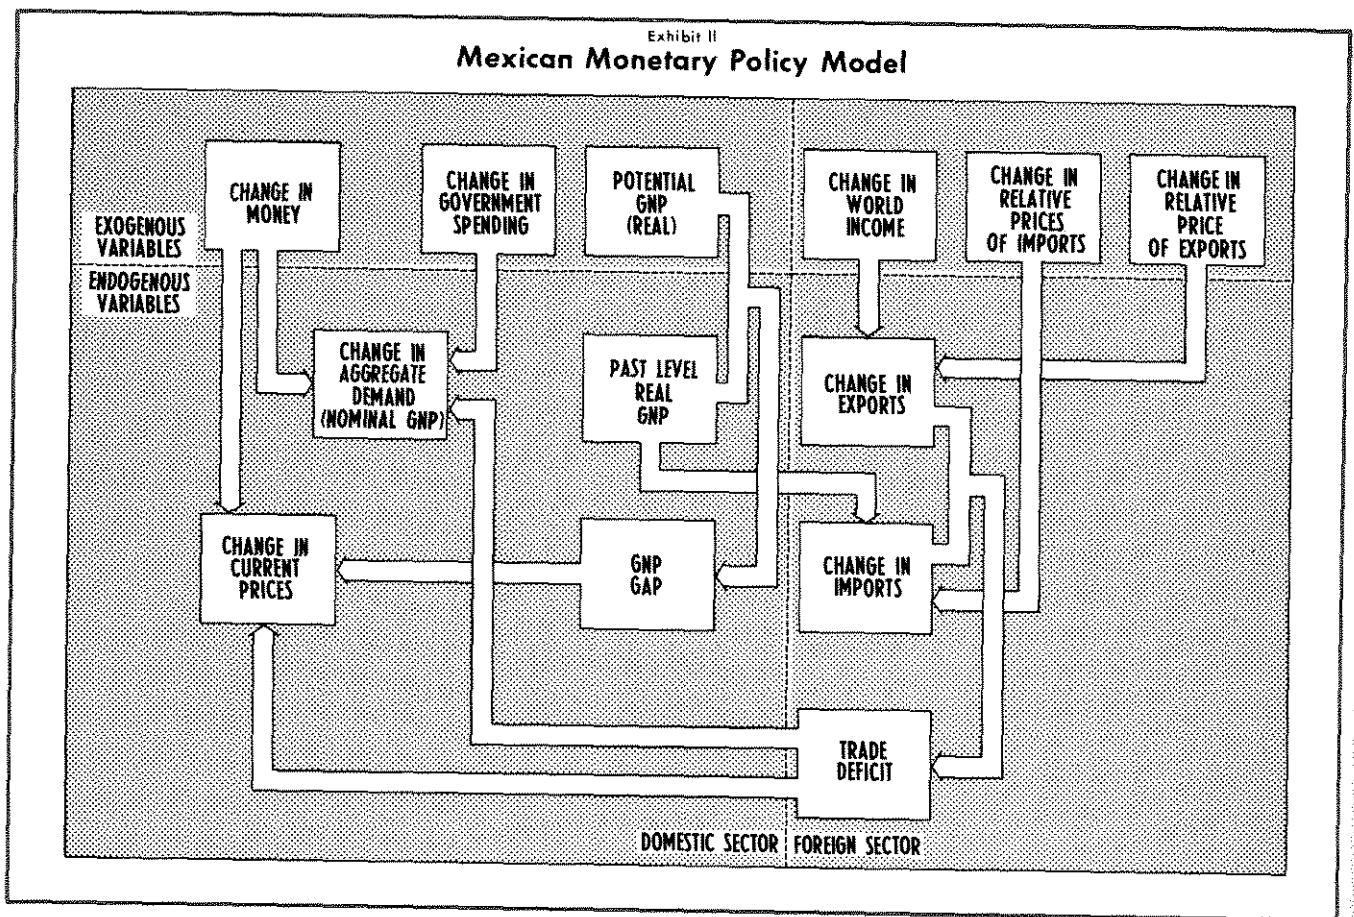 Exhibit II
Mexican Monetary Policy Model
CHANGE IN
MONEY
CHANGE IN
GOVERNMENT
SPENDING
POTENTIAL
GNP
(REAL)
CHANGE IN
WORLD
INCOME
CHANGE IN
RELATIVE
PRICES
OF IMPORTS
CHANGE IN
RELATIVE
PRICE
OF EXPORTS
EXOGENOUS
VARIABLES
ENDOGENOUS
VARIABLES
CHANGE IN
AGGREGATE
DEMAND
(NOMINAL GNP)
PAST LEVEL
REAL
GNP
CHANGE IN
EXPORTS
CHANGE IN
CURRENT
PRICES
GNP
GAP
CHANGE IN
IMPORTS
TRADE
DEFICIT
DOMESTIC SECTOR
FOREIGN SECTOR